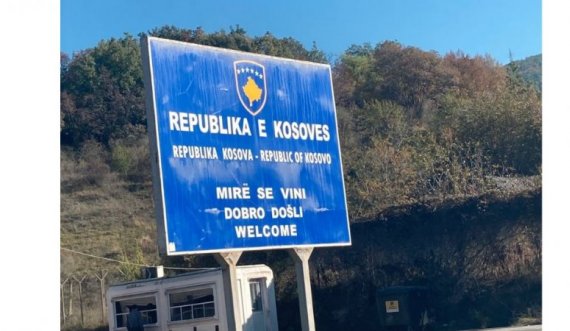 REPUBLIKA E KOSOVES
REPUBLIKA KOSOVA - REPUBLIC OF KOSOVO
MIRË SE VINI
DOBRO DOŠLI
WELCOME